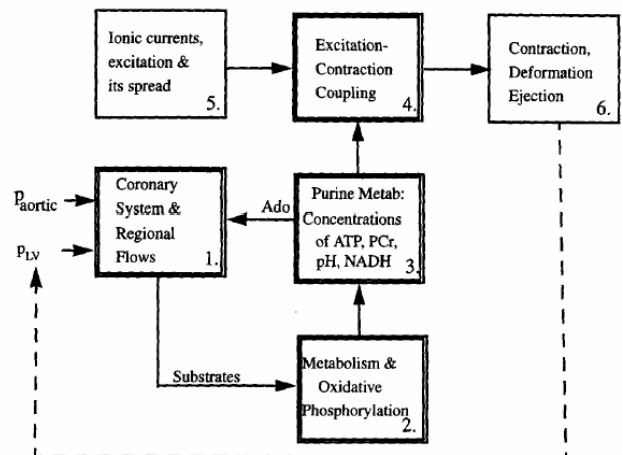 Ionic currents,
excitation &
its spread
5.
Excitation-
Contraction
Coupling
4.
Contraction,
Deformation
Ejection
6.
Paortic
PLV
Coronary
System &
Regional
Flows
1.
Ado
Purine Metab:
Concentrations
of ATP, PCr,
pH, NADH
3.
Substrates
Metabolism &
Oxidative
Phosphorylation
2.